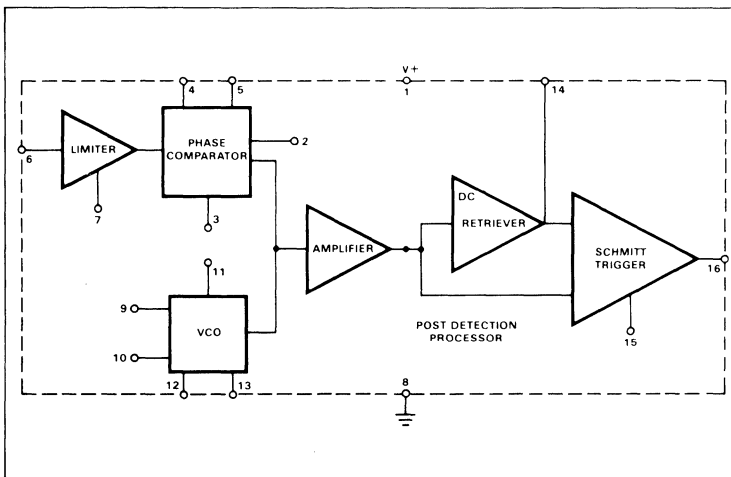 V+
4 5 1 14
6
LIMITER
PHASE
COMPARATOR
2
7
3
11
AMPLIFIER
DC
RETRIEVER
SCHMITT
TRIGGER
16
9
VCO
10
POST DETECTION
PROCESSOR
15
12 13 8